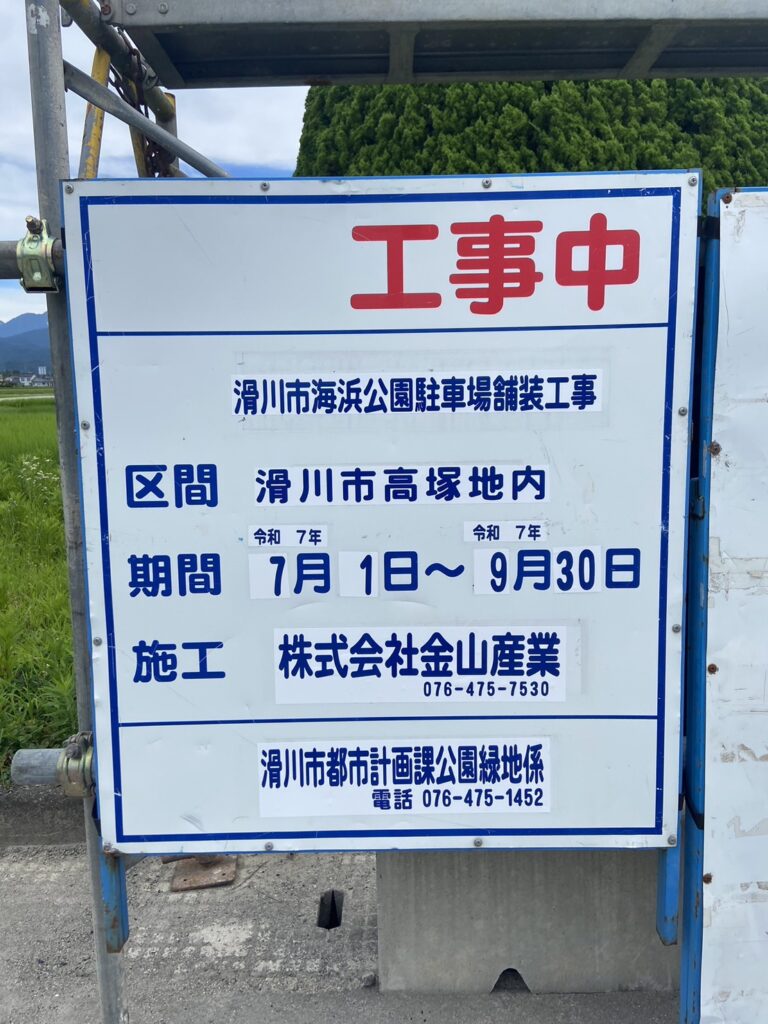 工事中
滑川市海浜公園駐車場舗装工事
区間 滑川市高塚地内
令和 7年 令和 7年
期間 7月 1日～ 9月30日
施工 株式会社金山産業
076-475-7530
滑川市都市計画課公園緑地係
電話 076-475-1452